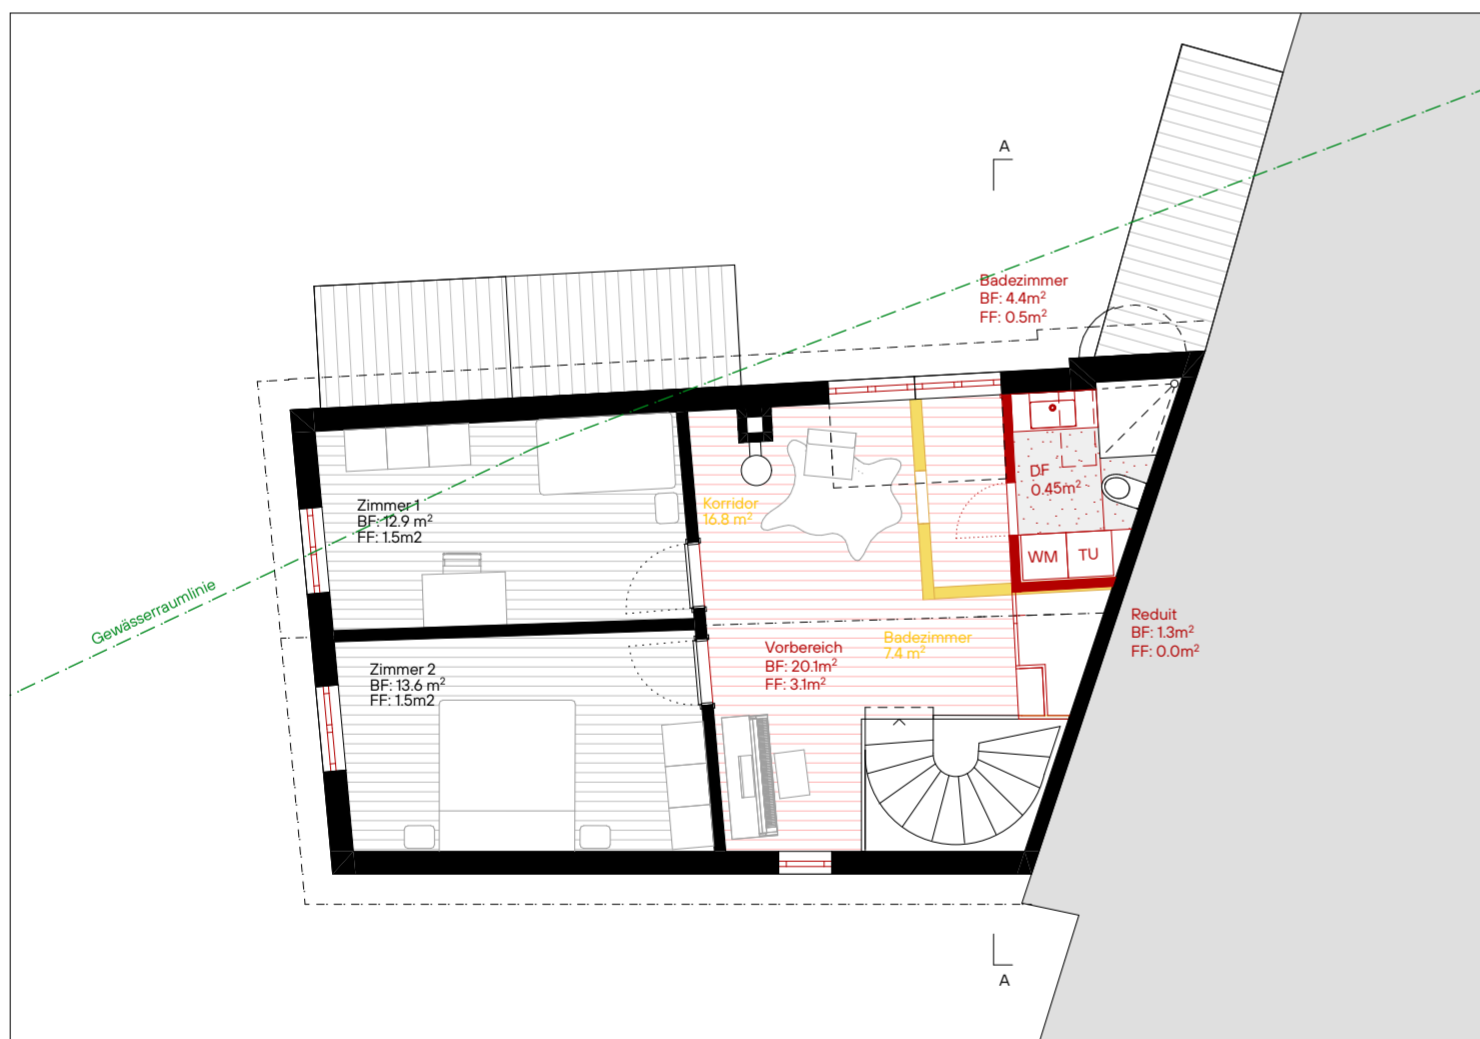 A
Badezimmer
BF: 4.4m²
FF: 0.5m²
Zimmer 1
BF: 12.9 m²
FF: 1.5m2
Korridor
16.8 m²
DF
0.45m²
WM
TU
Gewässerraumlinie
Zimmer 2
BF: 13.6 m²
FF: 1.5m2
Vorbereich
BF: 20.1m²
FF: 3.1m²
Badezimmer
7.4 m²
Reduit
BF: 1.3m²
FF: 0.0m²
A